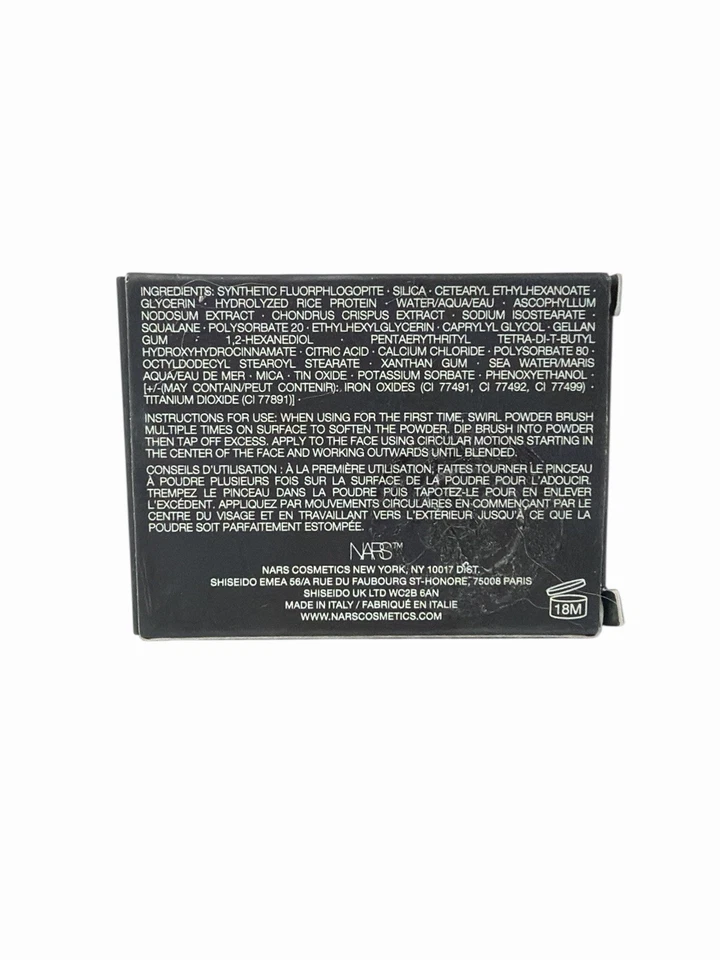 INGREDIENTS: SYNTHETIC FLUORPHLOGOPITE · SILICA · CETEARYL ETHYLHEXANOATE ·
GLYCERIN · HYDROLYZED RICE PROTEIN · WATER/AQUA/EAU · ASCOPHYLLUM
NODOSUM EXTRACT · CHONDRUS CRISPUS EXTRACT · SODIUM ISOSTEARATE ·
SQUALANE · POLYSORBATE 20 · ETHYLHEXYLGLYCERIN · CAPRYLYL GLYCOL · GELLAN
GUM · 1,2-HEXANEDIOL · PENTAERYTHRITYL TETRA-DI-T-BUTYL
HYDROXYHYDROCINNAMATE · CITRIC ACID · CALCIUM CHLORIDE · POLYSORBATE 80 ·
OCTYLDODECYL STEAROYL STEARATE · XANTHAN GUM · SEA WATER/MARIS
AQUA/EAU DE MER · MICA · TIN OXIDE · POTASSIUM SORBATE · PHENOXYETHANOL ·
[+/-(MAY CONTAIN/PEUT CONTENIR): IRON OXIDES (CI 77491, CI 77492, CI 77499) ·
TITANIUM DIOXIDE (CI 77891)] ·
INSTRUCTIONS FOR USE: WHEN USING FOR THE FIRST TIME, SWIRL POWDER BRUSH
MULTIPLE TIMES ON SURFACE TO SOFTEN THE POWDER. DIP BRUSH INTO POWDER
THEN TAP OFF EXCESS. APPLY TO THE FACE USING CIRCULAR MOTIONS STARTING IN
THE CENTER OF THE FACE AND WORKING OUTWARDS UNTIL BLENDED.
CONSEILS D'UTILISATION : À LA PREMIÈRE UTILISATION, FAITES TOURNER LE PINCEAU
À POUDRE PLUSIEURS FOIS SUR LA SURFACE DE LA POUDRE POUR L'ADOUCIR.
TREMPEZ LE PINCEAU DANS LA POUDRE PUIS TAPOTEZ-LE POUR EN ENLEVER
L'EXCÉDENT. APPLIQUEZ PAR MOUVEMENTS CIRCULAIRES EN COMMENÇANT PAR
LE CENTRE DU VISAGE ET EN TRAVAILLANT VERS L'EXTÉRIEUR JUSQU'À CE QUE LA
POUDRE SOIT PARFAITEMENT ESTOMPÉE.
NARS™
NARS COSMETICS NEW YORK, NY 10017 DIST.
SHISEIDO EMEA 56/A RUE DU FAUBOURG ST-HONORE, 75008 PARIS
SHISEIDO UK LTD WC2B 6AN
MADE IN ITALY / FABRIQUÉ EN ITALIE
WWW.NARSCOSMETICS.COM
18M